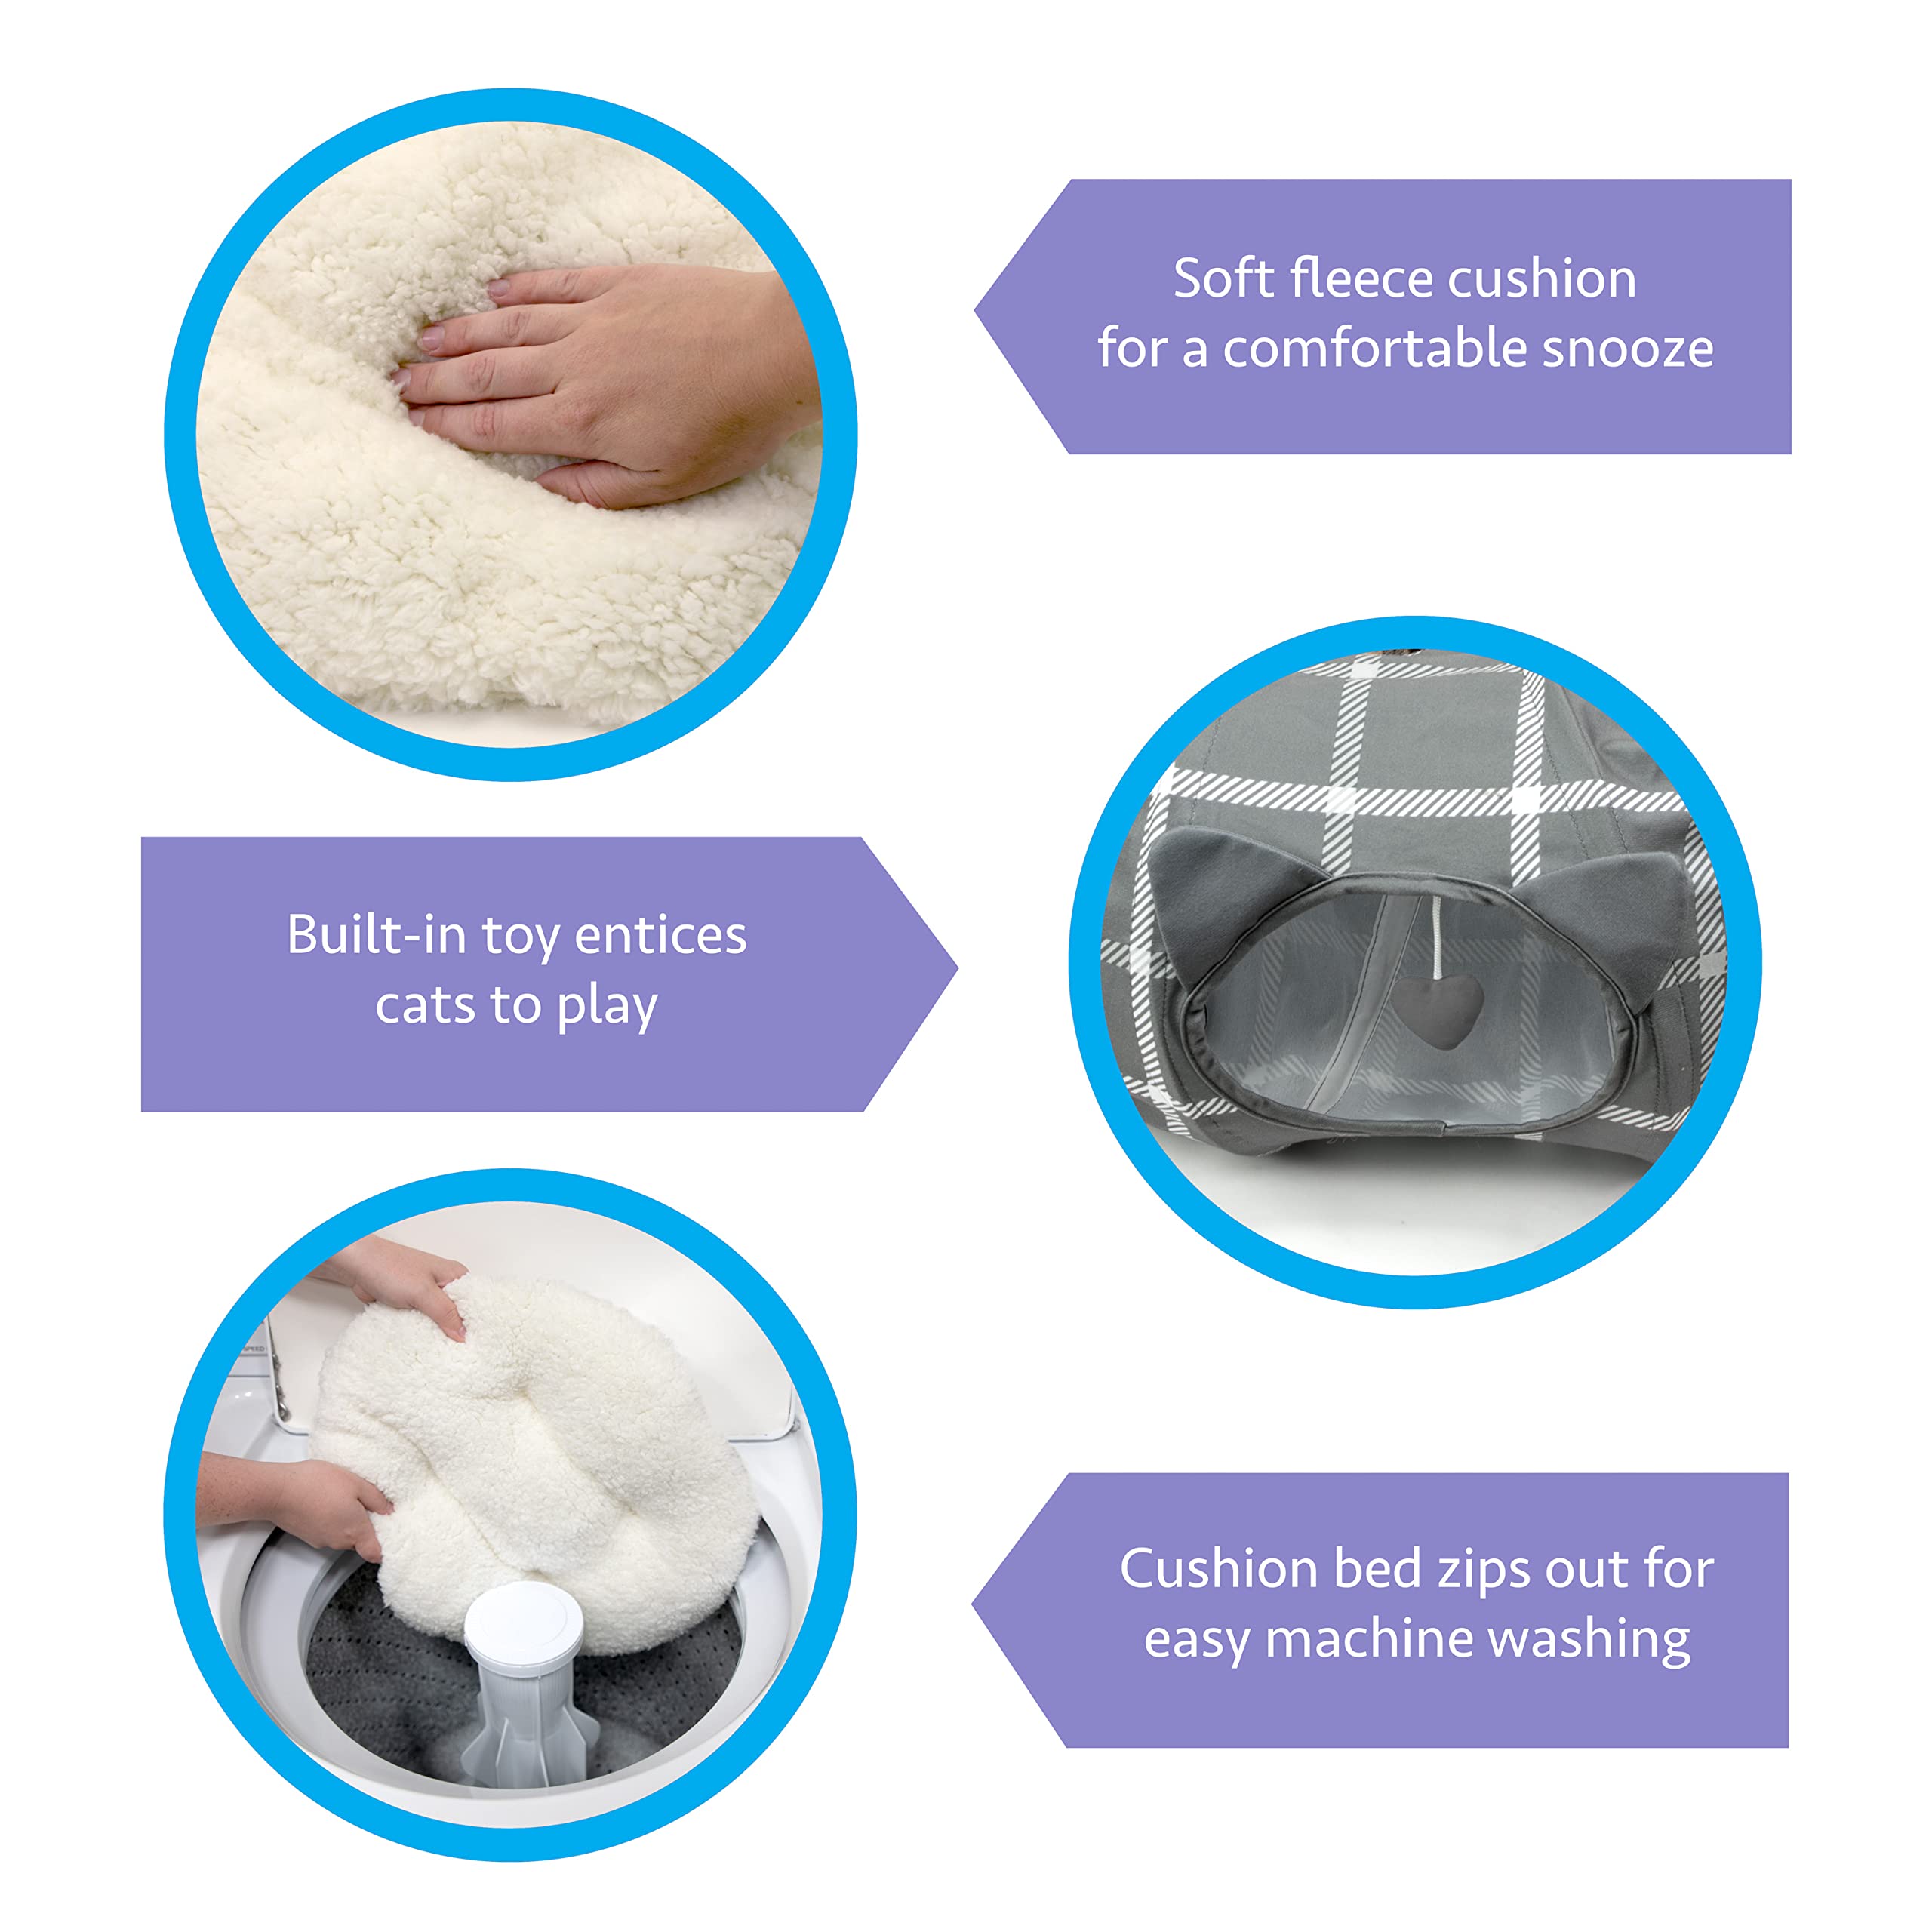 Soft fleece cushion
for a comfortable snooze
Built-in toy entices
cats to play
SPEED
Cushion bed zips out for
easy machine washing